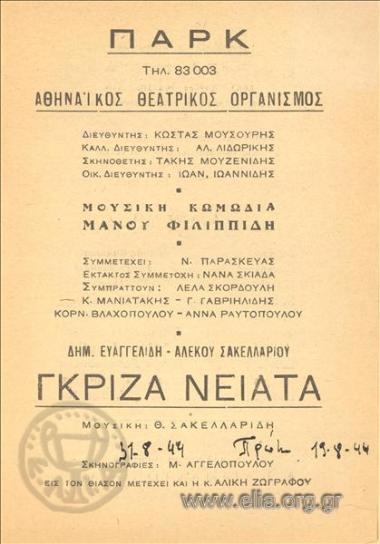 ΠΑΡΚ
ΤΗΛ. 83003
ΑΘΗΝΑΪΚΟΣ ΘΕΑΤΡΙΚΟΣ ΟΡΓΑΝΙΣΜΟΣ
ΔΙΕΥΘΥΝΤΗΣ: ΚΩΣΤΑΣ ΜΟΥΣΟΥΡΗΣ
ΚΑΛΛ. ΔΙΕΥΘΥΝΤΗΣ: ΑΛ. ΛΙΔΩΡΙΚΗΣ
ΣΚΗΝΟΘΕΤΗΣ: ΤΑΚΗΣ ΜΟΥΖΕΝΙΔΗΣ
ΟΙΚ. ΔΙΕΥΘΥΝΤΗΣ: ΙΩΑΝ. ΙΩΑΝΝΙΔΗΣ
ΜΟΥΣΙΚΗ ΚΩΜΩΔΙΑ
ΜΑΝΟΥ ΦΙΛΙΠΠΙΔΗ
ΣΥΜΜΕΤΕΧΕΙ: Ν. ΠΑΡΑΣΚΕΥΑΣ
ΕΚΤΑΚΤΟΣ ΣΥΜΜΕΤΟΧΗ: ΝΑΝΑ ΣΚΙΑΔΑ
ΣΥΜΠΡΑΤΤΟΥΝ: ΛΕΛΑ ΣΚΟΡΔΟΥΛΗ
Κ. ΜΑΝΙΑΤΑΚΗΣ - Γ. ΓΑΒΡΙΗΛΙΔΗΣ
ΚΟΡΝ. ΒΛΑΧΟΠΟΥΛΟΥ - ΑΝΝΑ ΡΑΥΤΟΠΟΥΛΟΥ
ΔΗΜ. ΕΥΑΓΓΕΛΙΔΗ - ΑΛΕΚΟΥ ΣΑΚΕΛΛΑΡΙΟΥ
ΓΚΡΙΖΑ ΝΕΙΑΤΑ
ΜΟΥΣΙΚΗ: Θ. ΣΑΚΕΛΛΑΡΙΔΗ
31-8-44 19-8-44
ΣΚΗΝΟΓΡΑΦΙΕΣ: Μ. ΑΓΓΕΛΟΠΟΥΛΟΥ
ΕΙΣ ΤΟΝ ΘΙΑΣΟΝ ΜΕΤΕΧΕΙ ΚΑΙ Η Κ. ΑΛΙΚΗ ΖΩΓΡΑΦΟΥ
www.elia.org.gr